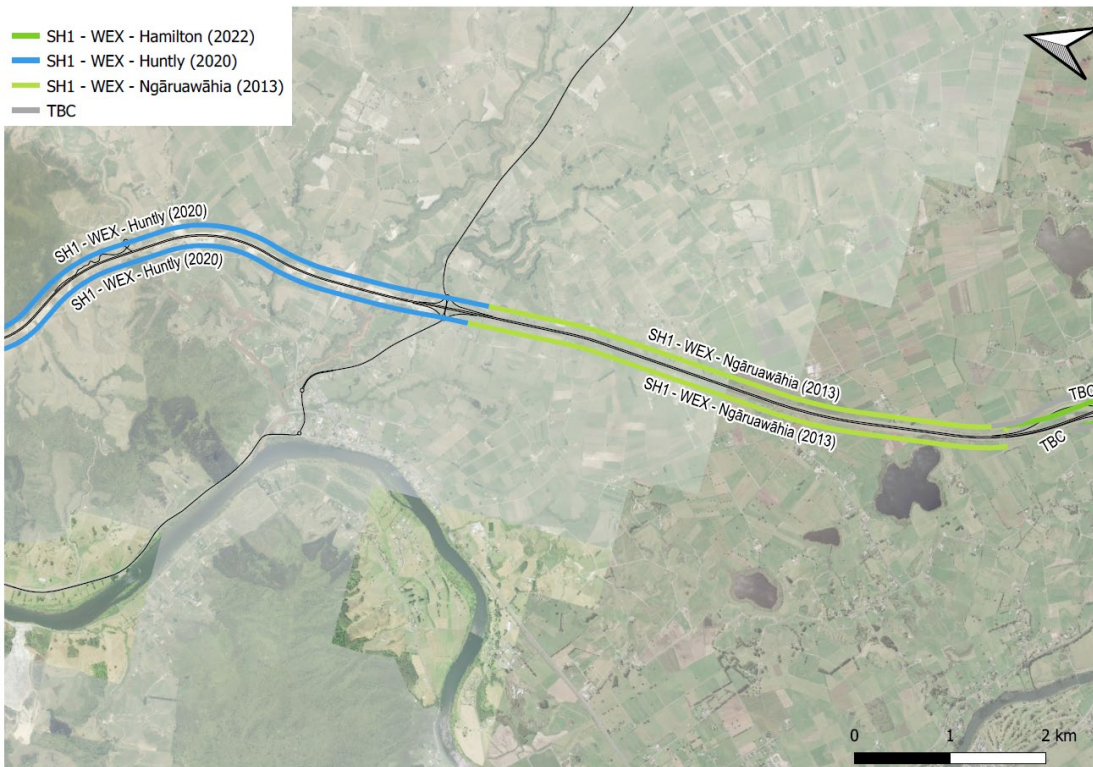 SH1 - WEX - Hamilton (2022)
SH1 - WEX - Huntly (2020)
SH1 - WEX - Ngāruawāhia (2013)
TBC
SH1 - WEX - Huntly (2020)
SH1 - WEX - Huntly (2020)
SH1 - WEX - Ngāruawāhia (2013)
SH1 - WEX - Ngāruawāhia (2013)
TBC
TBC
0 1 2 km